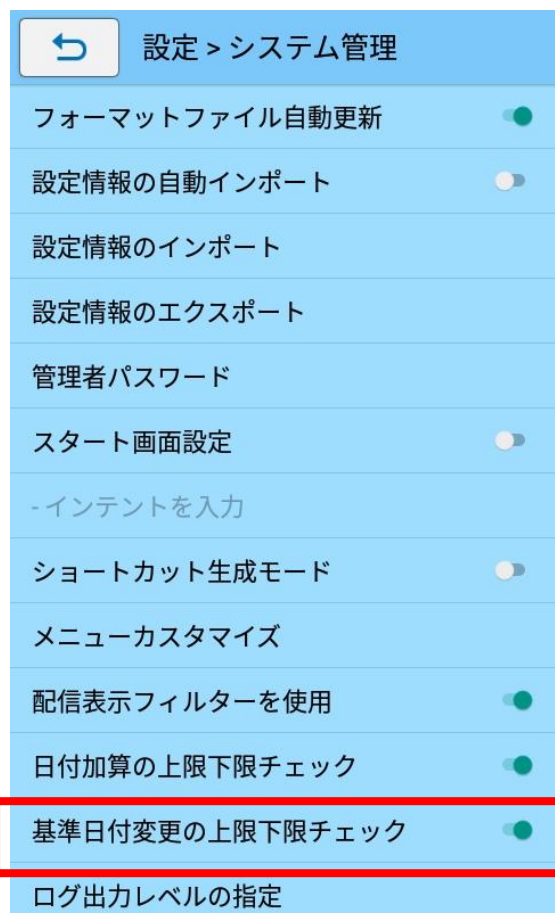 設定 > システム管理
フォーマットファイル自動更新
設定情報の自動インポート
設定情報のインポート
設定情報のエクスポート
管理者パスワード
スタート画面設定
- インテントを入力
ショートカット生成モード
メニューカスタマイズ
配信表示フィルターを使用
日付加算の上限下限チェック
基準日付変更の上限下限チェック
ログ出力レベルの指定